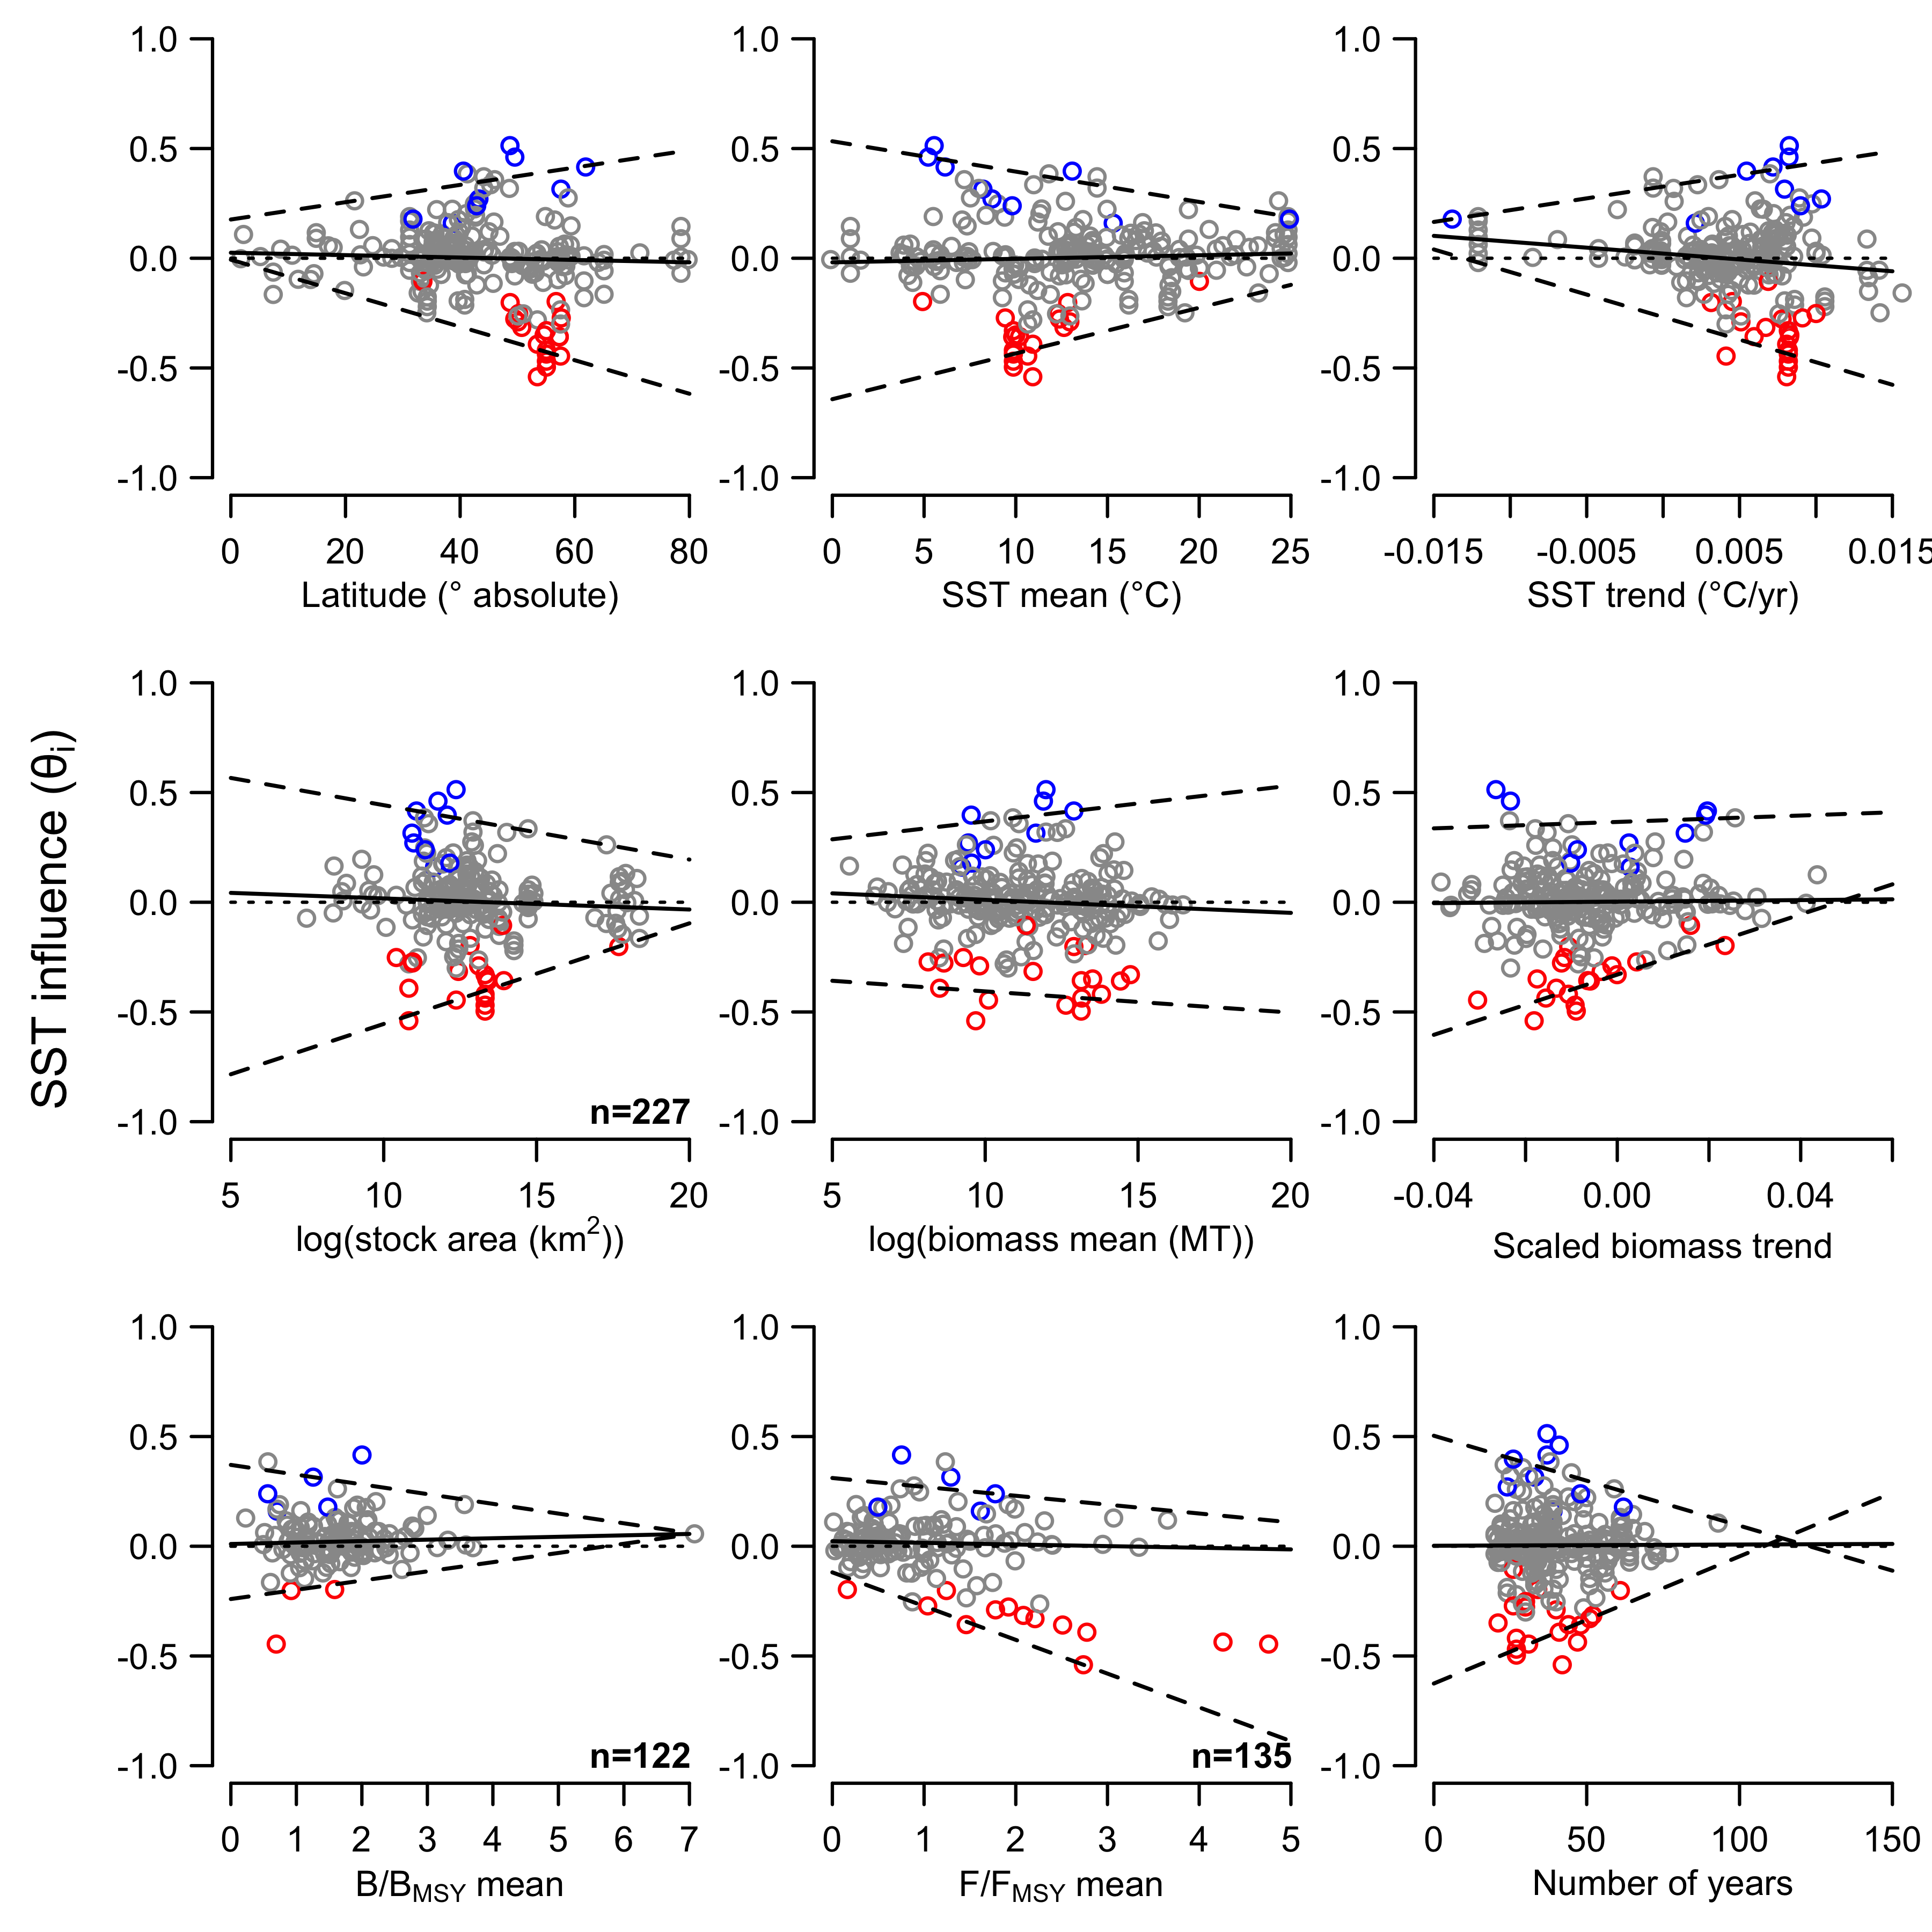 SST influence (θi)
1.0
0.5
0.0
-0.5
-1.0
0 20 40 60 80
Latitude (° absolute)
1.0
0.5
0.0
-0.5
-1.0
0 5 10 15 20 25
SST mean (°C)
1.0
0.5
0.0
-0.5
-1.0
-0.015 -0.005 0.005 0.015
SST trend (°C/yr)
1.0
0.5
0.0
-0.5
-1.0
n=227
5 10 15 20
log(stock area (km2))
1.0
0.5
0.0
-0.5
-1.0
5 10 15 20
log(biomass mean (MT))
1.0
0.5
0.0
-0.5
-1.0
-0.04 0.00 0.04
Scaled biomass trend
1.0
0.5
0.0
-0.5
-1.0
n=122
0 1 2 3 4 5 6 7
B/BMSY mean
1.0
0.5
0.0
-0.5
-1.0
n=135
0 1 2 3 4 5
F/FMSY mean
1.0
0.5
0.0
-0.5
-1.0
0 50 100 150
Number of years